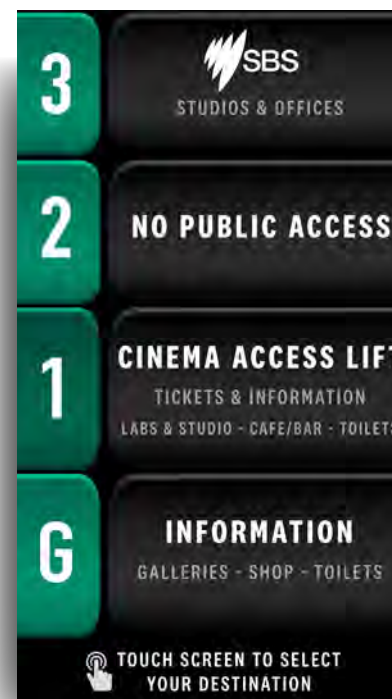 3
SBS
STUDIOS & OFFICES
2
NO PUBLIC ACCESS
1
CINEMA ACCESS LIFT
TICKETS & INFORMATION
LABS & STUDIO - CAFE/BAR - TOILETS
G
INFORMATION
GALLERIES - SHOP - TOILETS
TOUCH SCREEN TO SELECT
YOUR DESTINATION